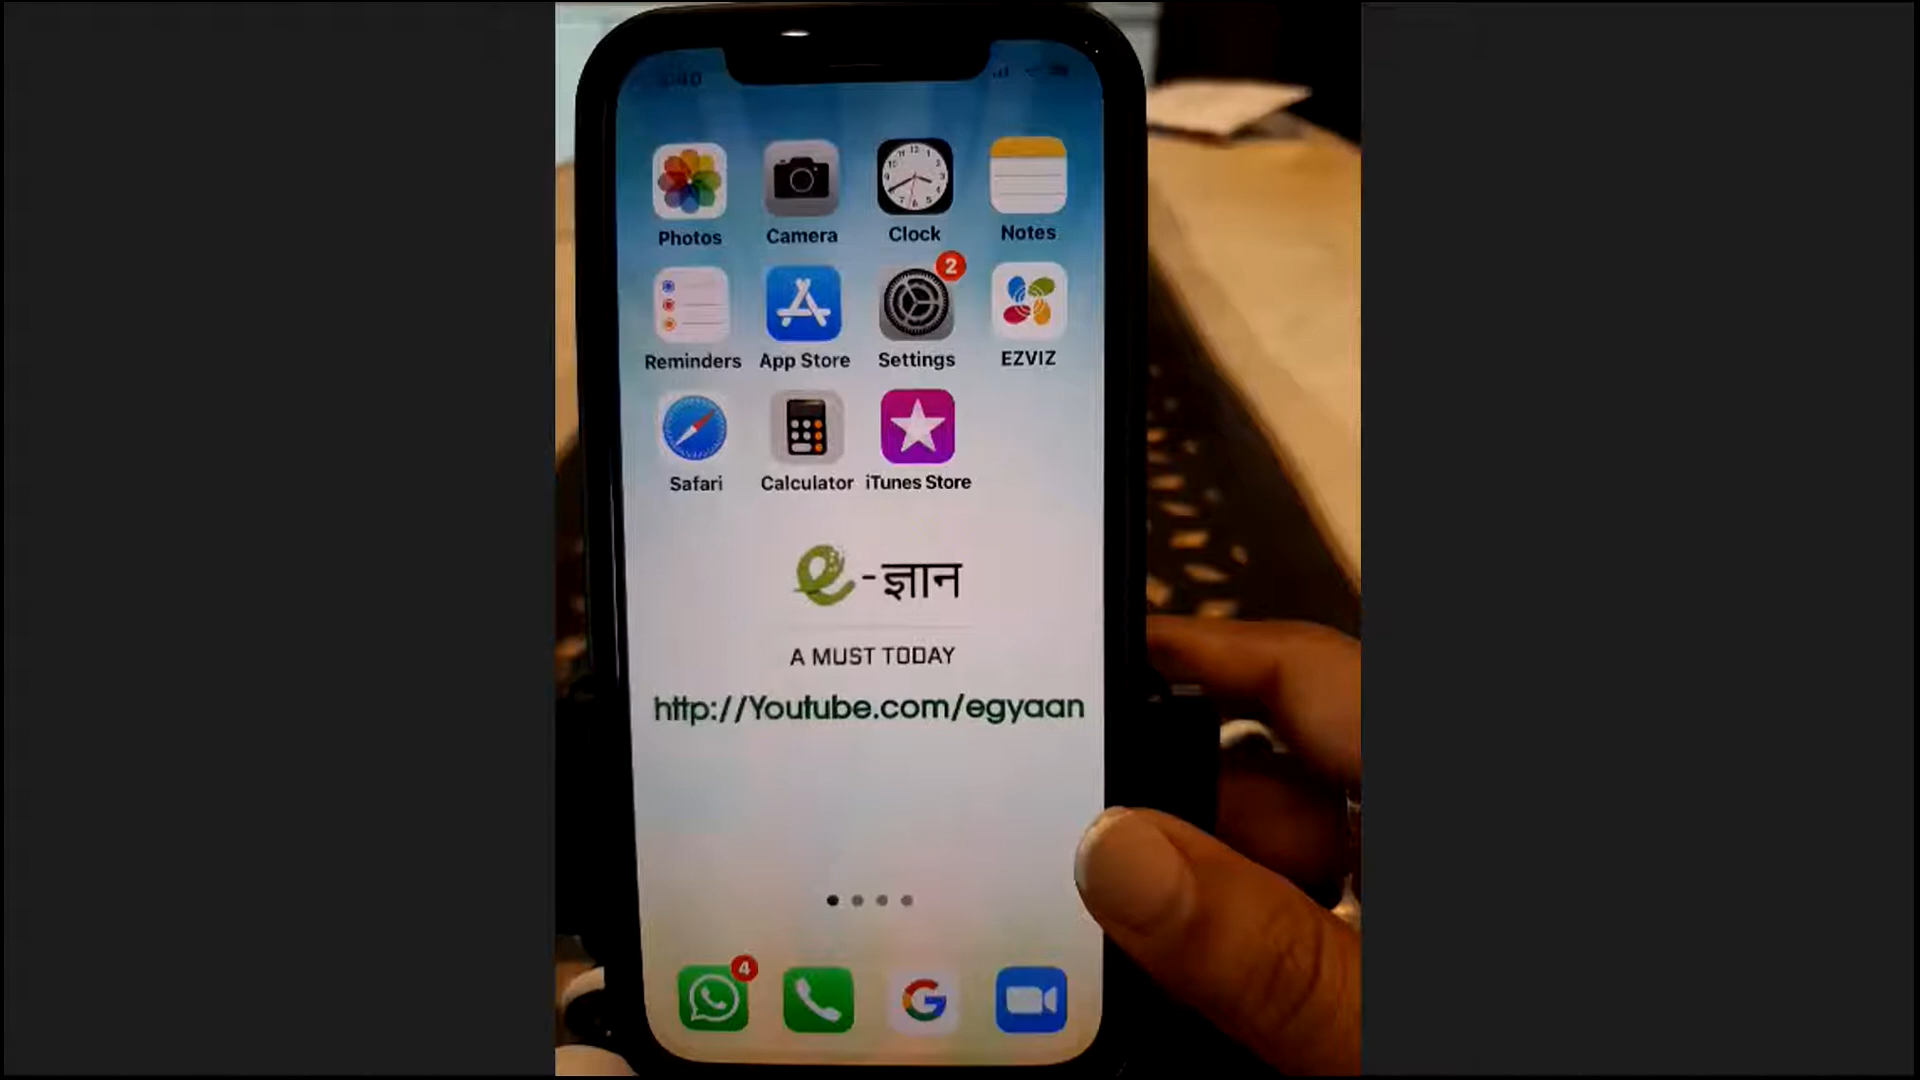 Photos Camera Clock Notes
2
Reminders App Store Settings EZVIZ
Safari Calculator iTunes Store
e-ज्ञान
A MUST TODAY
http://Youtube.com/egyaan
4